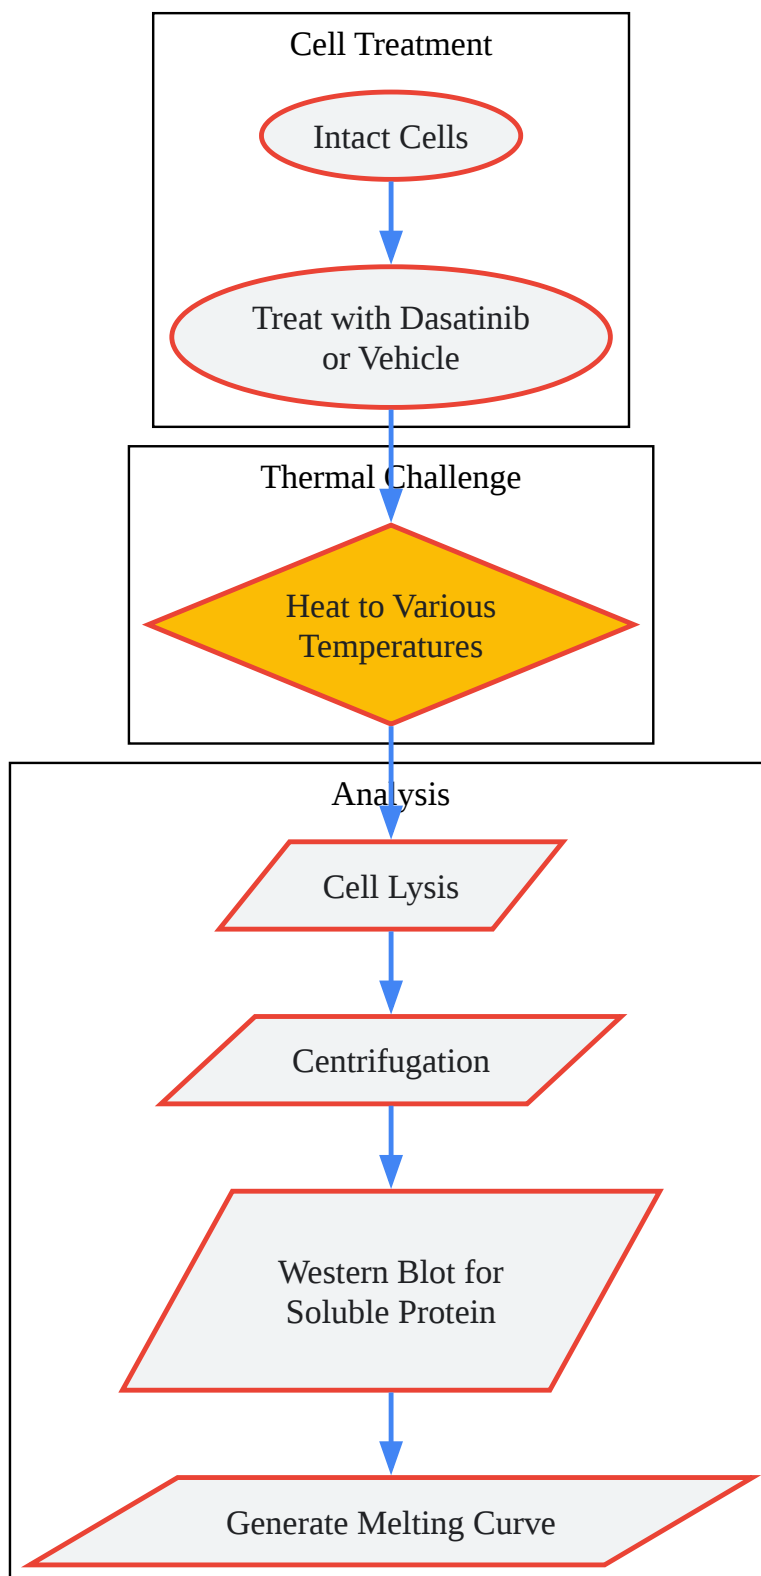 Cell Treatment
Intact Cells
Treat with Dasatinib
or Vehicle
Thermal Challenge
Heat to Various
Temperatures
Analysis
Cell Lysis
Centrifugation
Western Blot for
Soluble Protein
Generate Melting Curve